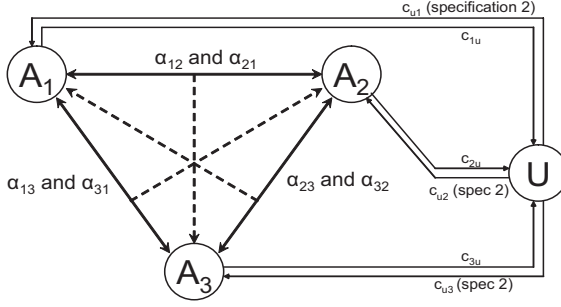 c_u1 (specification 2)
c_1u
A_1
α_12 and α_21
A_2
α_13 and α_31
α_23 and α_32
c_2u
c_u2 (spec 2)
U
A_3
c_3u
c_u3 (spec 2)